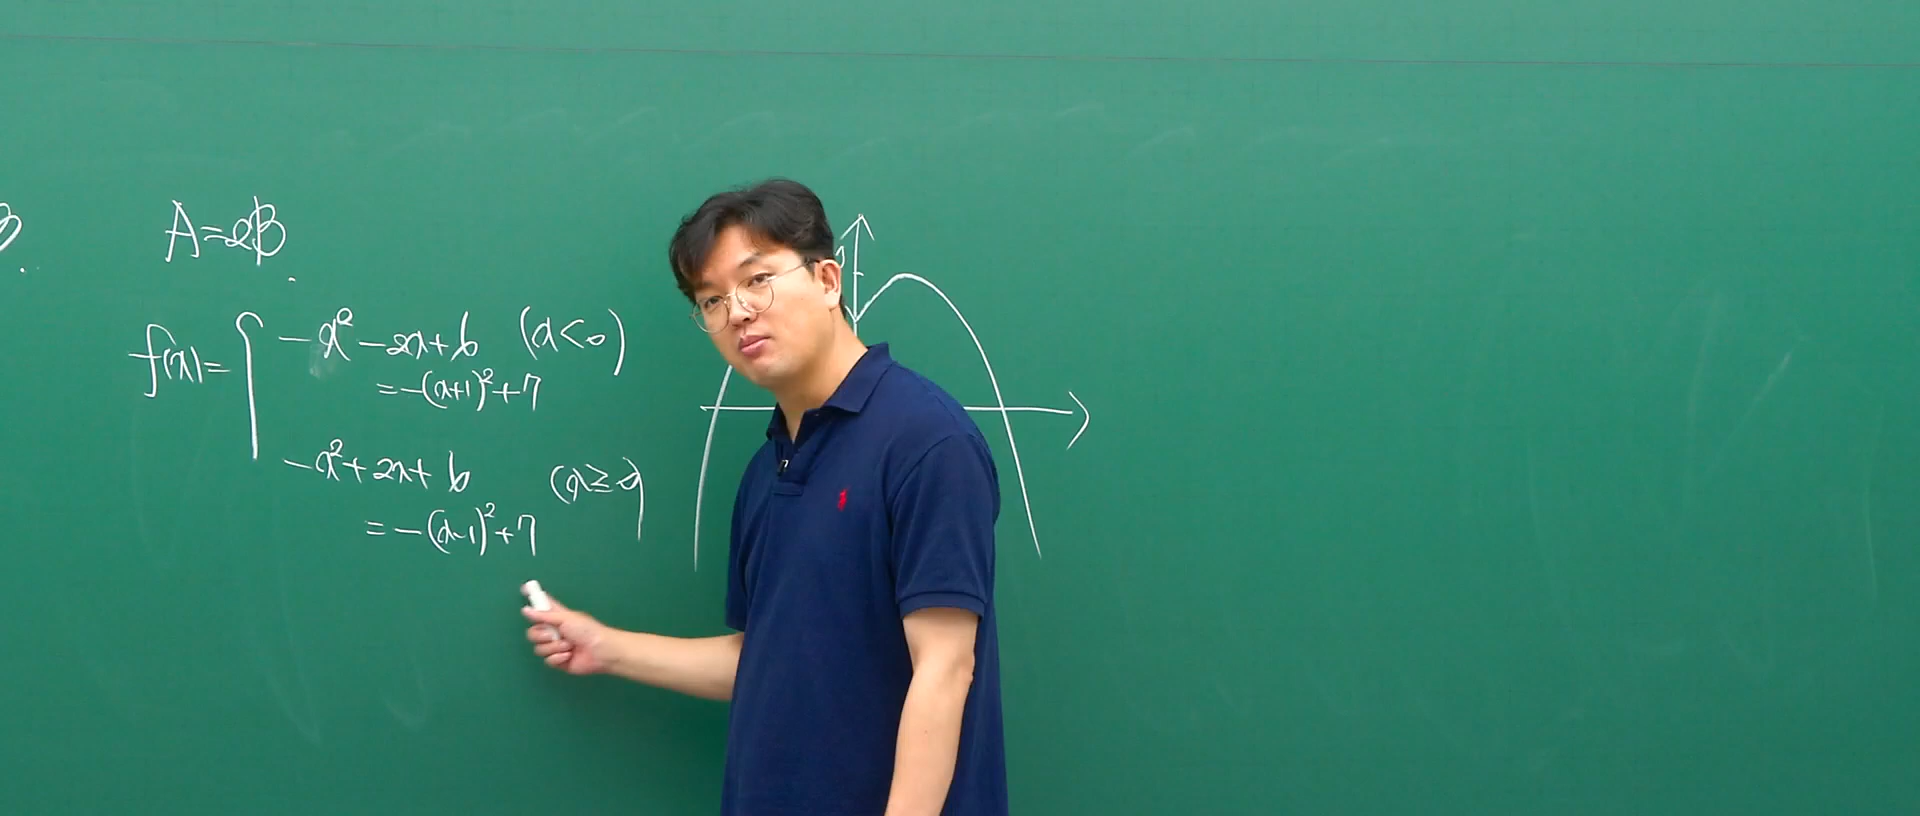 A=2B
f(x)= { -x²-2x+6 (x<0)
=-(x+1)²+7
-x²+2x+6 (x≥0)
=-(x-1)²+7